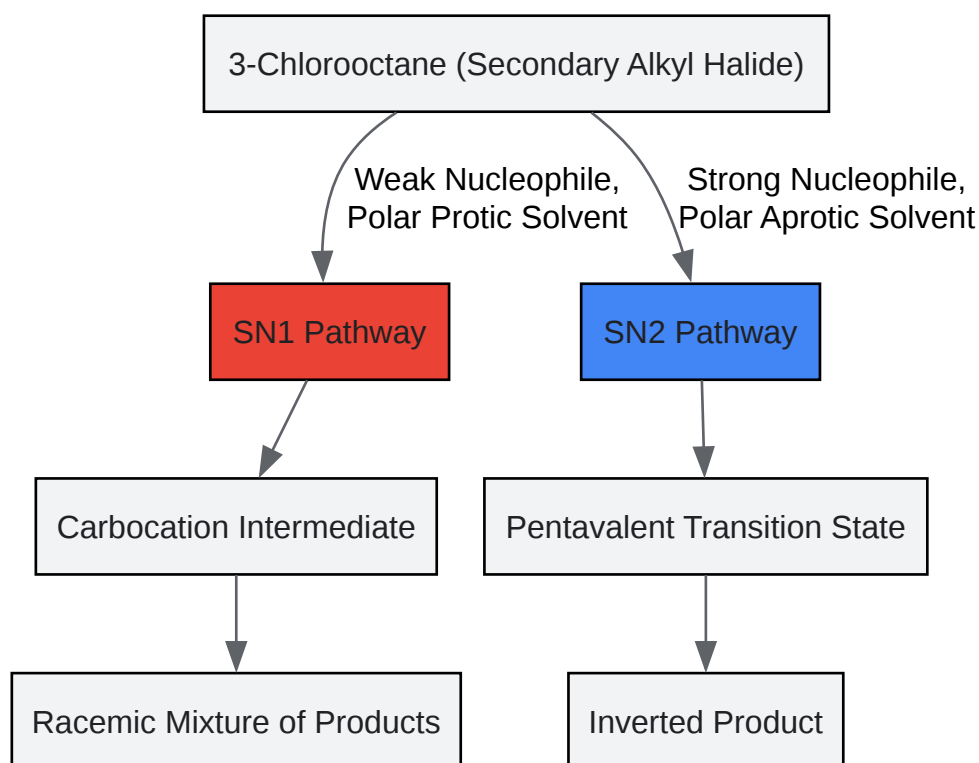 3-Chlorooctane (Secondary Alkyl Halide)
Weak Nucleophile,
Polar Protic Solvent
Strong Nucleophile,
Polar Aprotic Solvent
SN1 Pathway
SN2 Pathway
Carbocation Intermediate
Pentavalent Transition State
Racemic Mixture of Products
Inverted Product